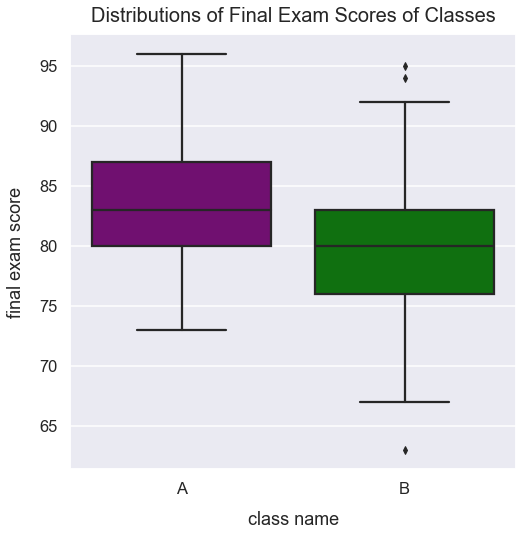 Distributions of Final Exam Scores of Classes
95
90
85
80
75
70
65
final exam score
A B
class name